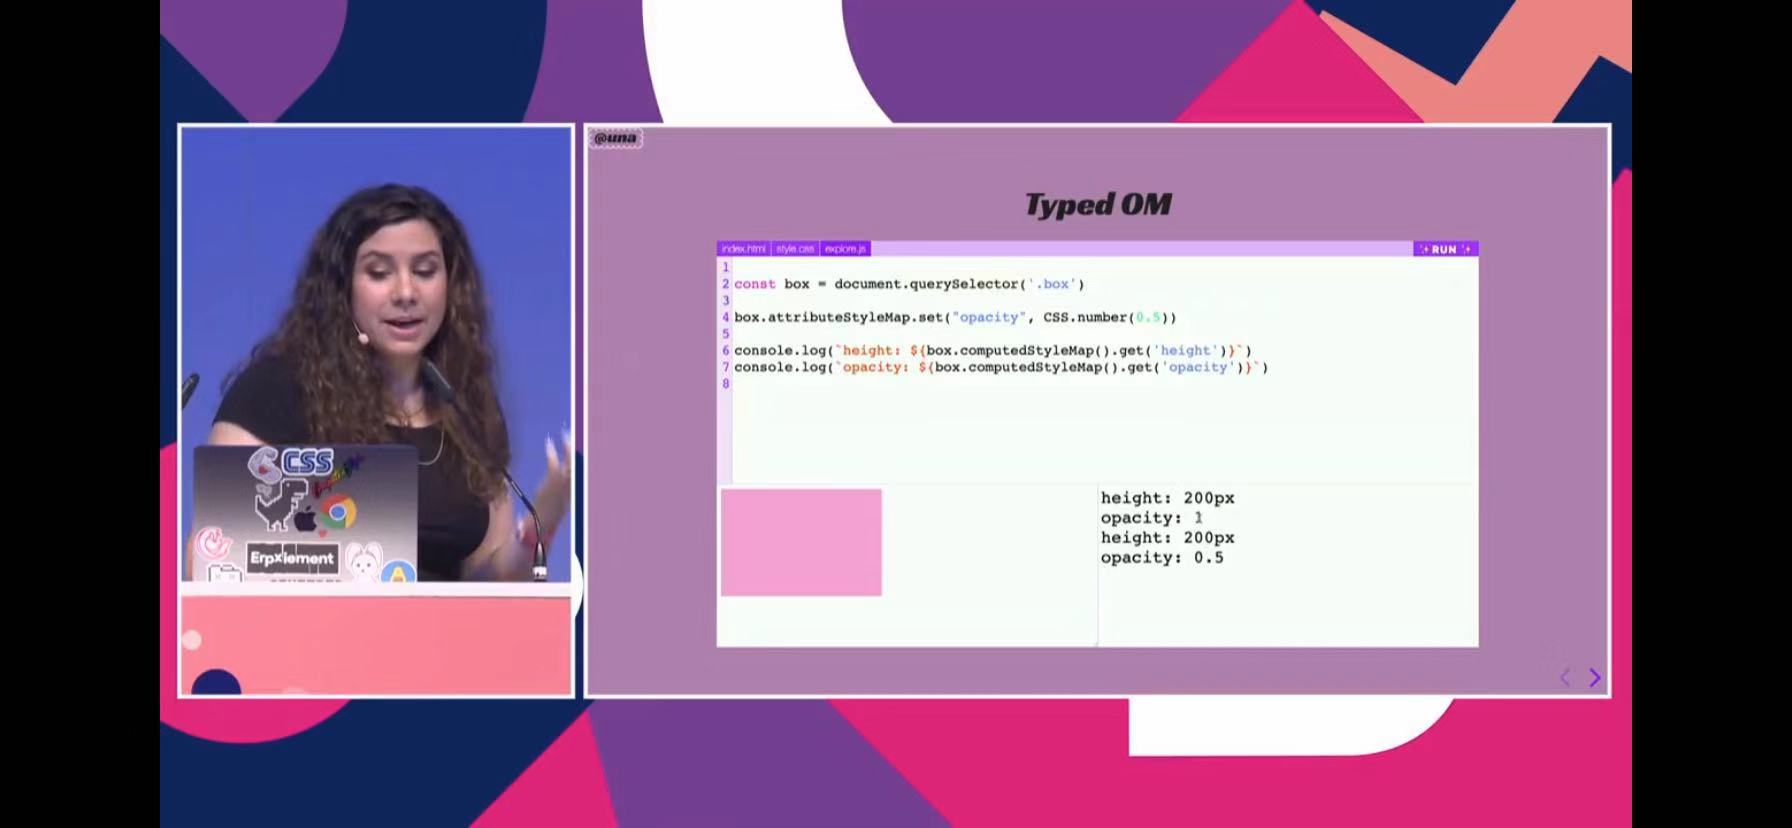 @una
Typed OM
index.html style.css explore.js
RUN
1
2 const box = document.querySelector('.box')
3
4 box.attributeStyleMap.set("opacity", CSS.number(0.5))
5
6 console.log(`height: ${box.computedStyleMap().get('height')}`)
7 console.log(`opacity: ${box.computedStyleMap().get('opacity')}`)
8
height: 200px
opacity: 1
height: 200px
opacity: 0.5
CSS